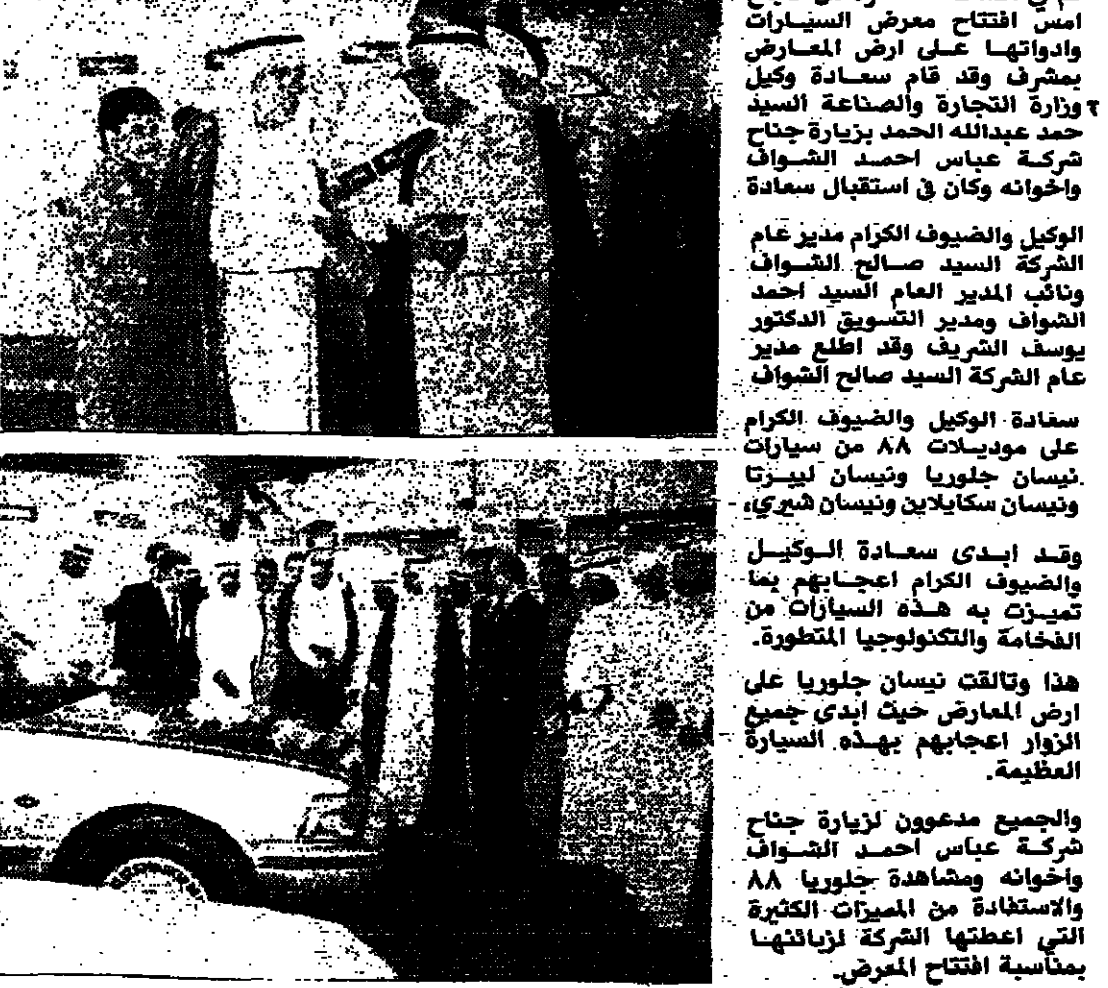 امس افتتاح معرض السيارات
وادواتها على ارض المعارض
بمشرف وقد قام سعادة وكيل
وزارة التجارة والصناعة السيد
حمد عبدالله الحمد بزيارة جناح
شركة عباس احمد الشواف
واخوانه وكان في استقبال سعادة
الوكيل والضيوف الكرام مدير عام
الشركة السيد صالح الشواف
ونائب المدير العام السيد احمد
الشواف ومدير التسويق الدكتور
يوسف الشريف وقد اطلع مدير
عام الشركة السيد صالح الشواف
سعادة الوكيل والضيوف الكرام
على موديلات ٨٨ من سيارات
نيسان جلوريا ونيسان ليبرتا
ونيسان سكايلاين ونيسان شيري،
وقد ابدى سعادة الوكيل
والضيوف الكرام اعجابهم بما
تميزت به هذه السيارات من
الفخامة والتكنولوجيا المتطورة.
هذا وتالقت نيسان جلوريا على
ارض المعارض حيث ابدى جميع
الزوار اعجابهم بهذه السيارة
العظيمة.
والجميع مدعوون لزيارة جناح
شركة عباس احمد الشواف
واخوانه ومشاهدة جلوريا ٨٨
والاستفادة من المميزات الكثيرة
التي اعطتها الشركة لزبائنها
بمناسبة افتتاح المعرض.